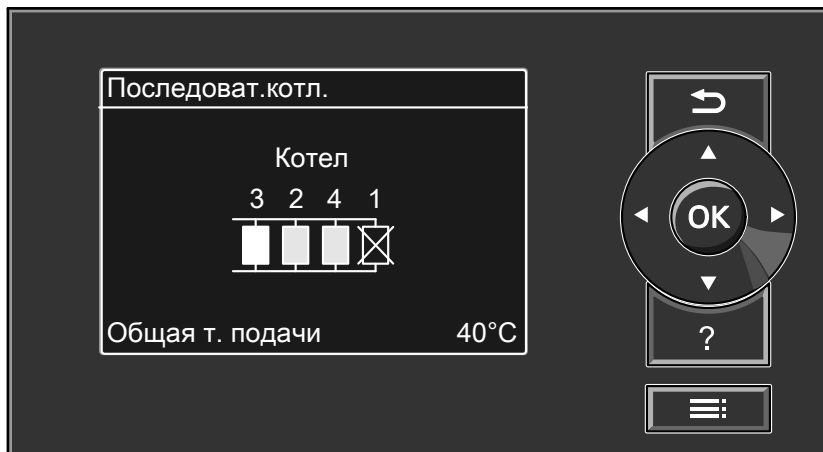 Последоват.котл.
Котел
3 2 4 1
Общая т. подачи 40°C
OK
?